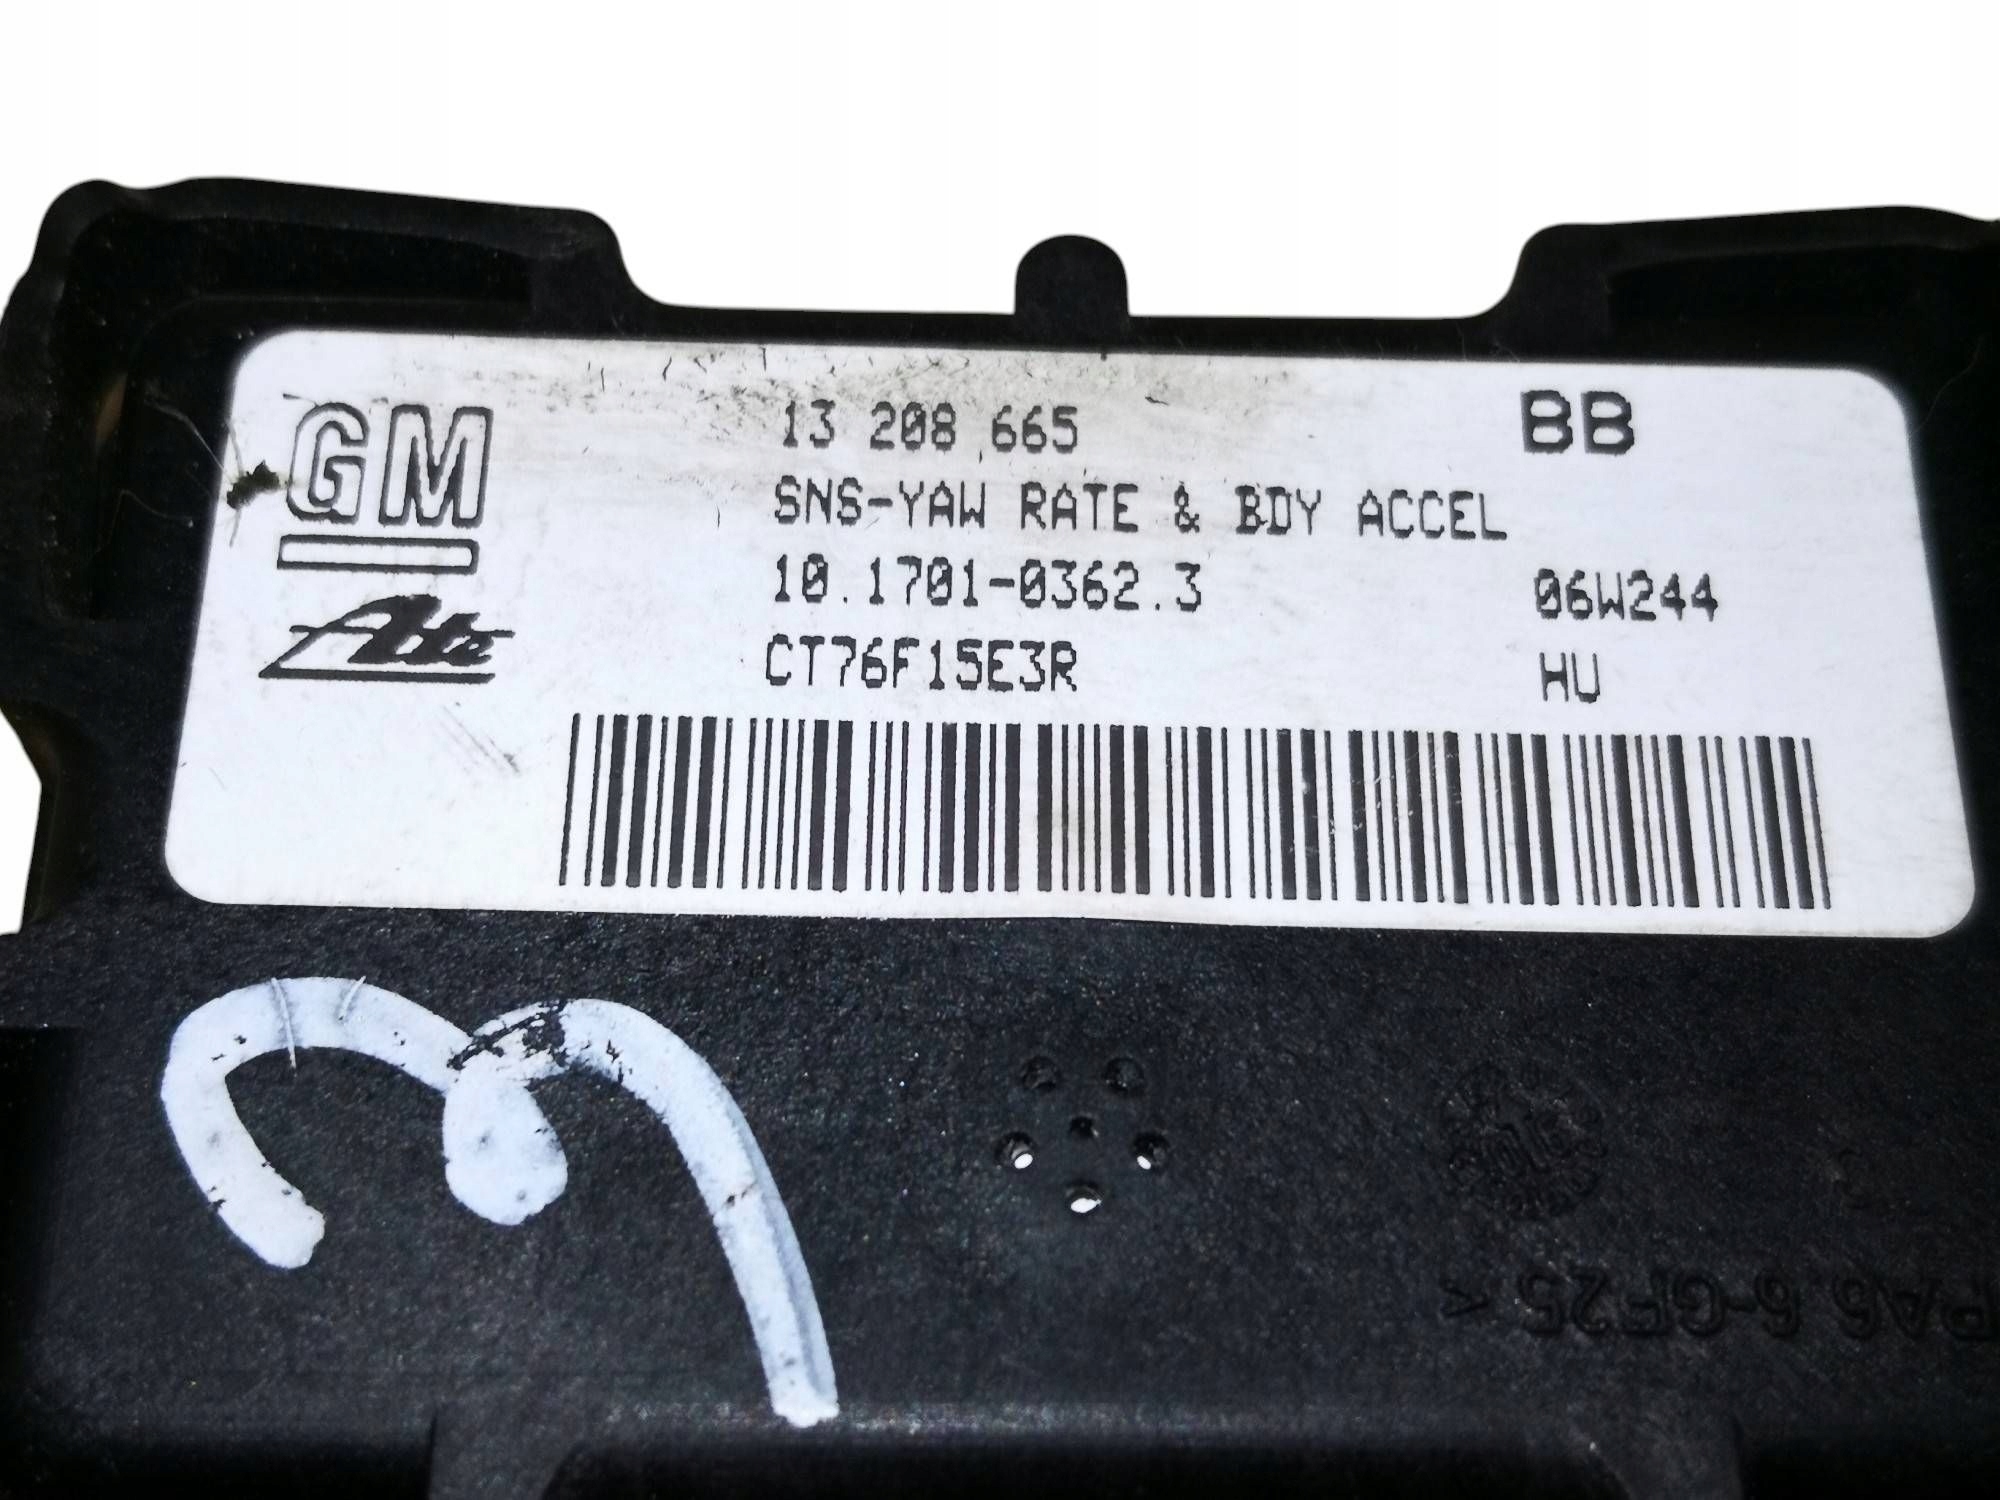 GM
13 208 665 BB
SNS-YAW RATE & BDY ACCEL
Ate
10.1701-0362.3 06W244
CT76F15E3R HU
PA6.6-GF25<